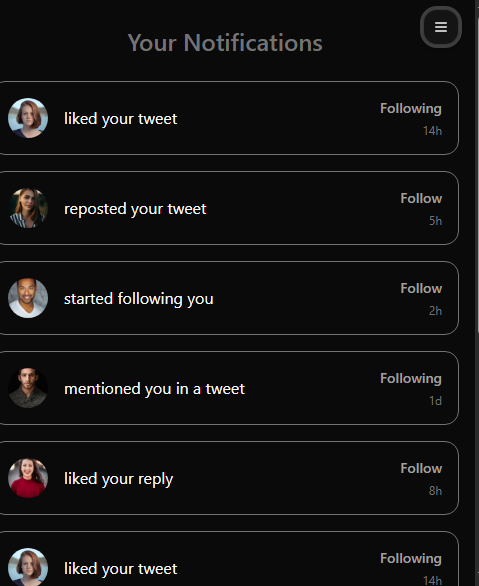 Your Notifications
liked your tweet
Following
14h
reposted your tweet
Follow
5h
started following you
Follow
2h
mentioned you in a tweet
Following
1d
liked your reply
Follow
8h
liked your tweet
Following
14h